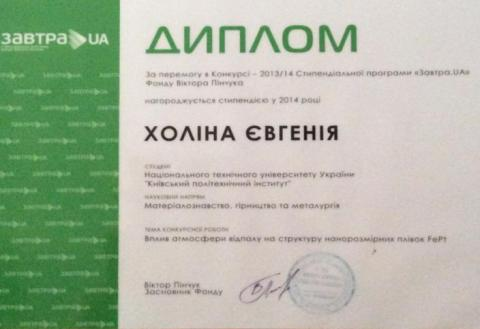 завтра.UA
ДИПЛОМ
За перемогу в Конкурсі – 2013/14 Стипендіальної програми «Завтра.UA»
Фонду Віктора Пінчука
нагороджується стипендією у 2014 році
ХОЛІНА ЄВГЕНІЯ
СТУДЕНТ
Національного технічного університету України
"Київський політехнічний інститут"
НАУКОВИЙ НАПРЯМ
Матеріалознавство, гірництво та металургія
ТЕМА КОНКУРСНОЇ РОБОТИ
Вплив атмосфери відпалу на структуру нанорозмірних плівок FePt
Віктор Пінчук
Засновник Фонду